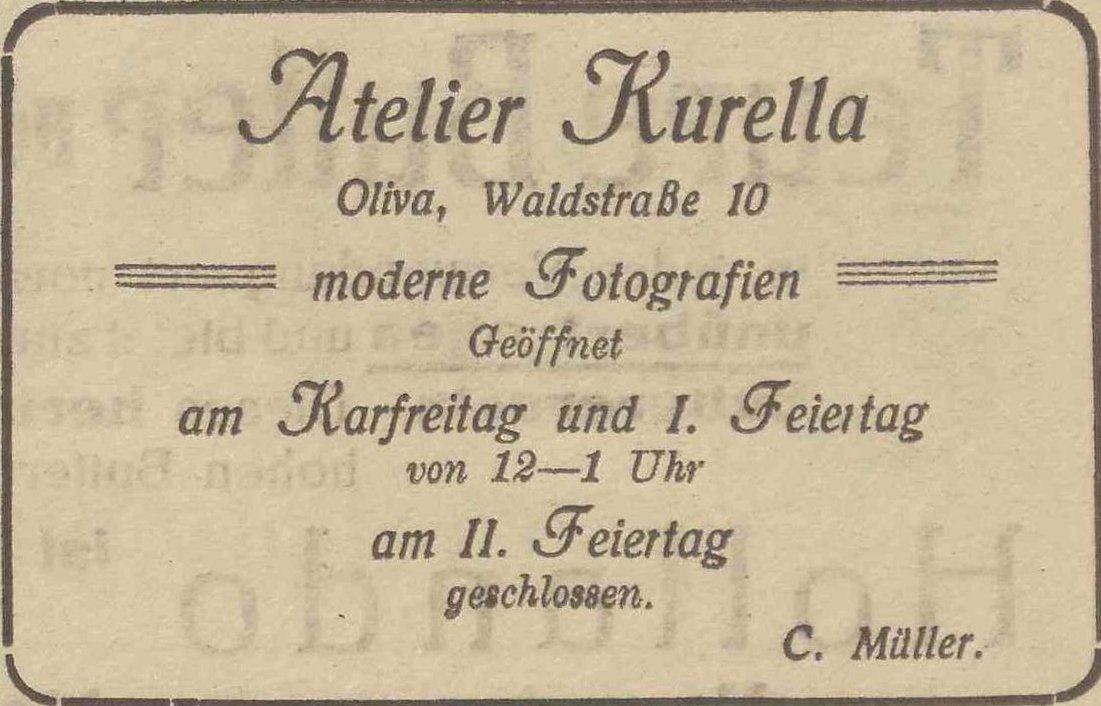 Atelier Kurella
Oliva, Waldstraße 10
moderne Fotografien
Geöffnet
am Karfreitag und I. Feiertag
von 12—1 Uhr
am II. Feiertag
geschlossen.
C. Müller.